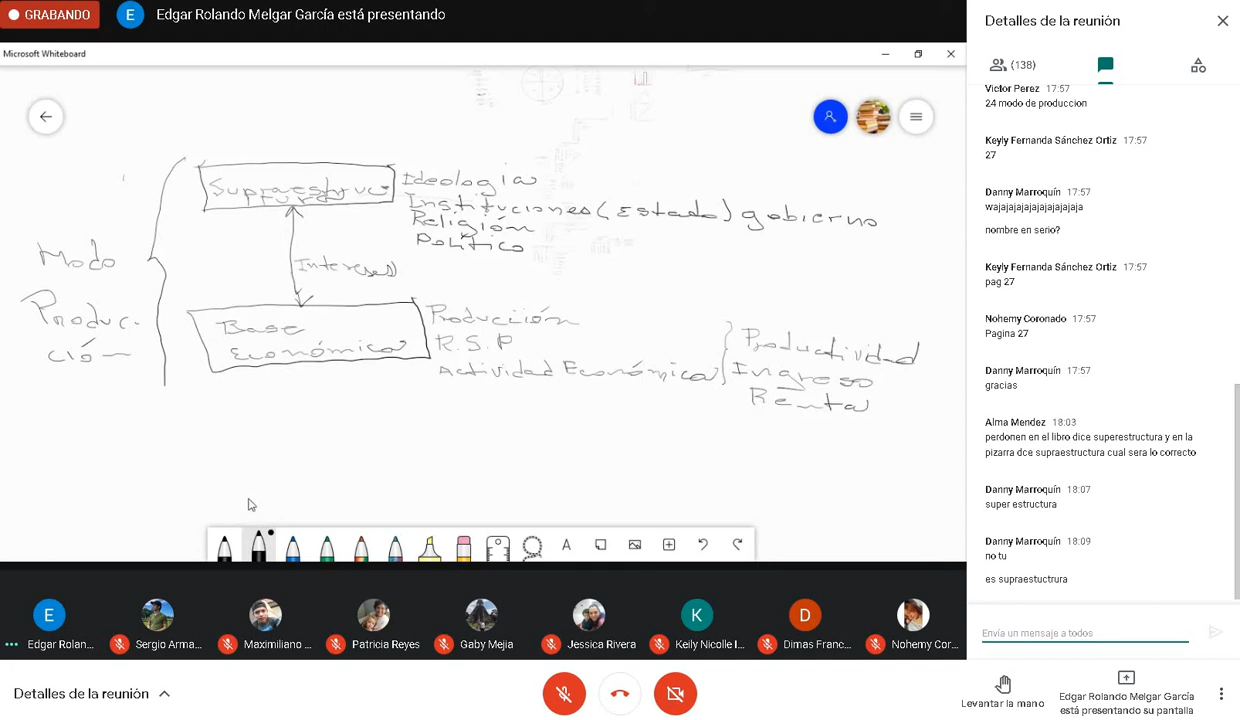 GRABANDO
E
Edgar Rolando Melgar García está presentando
Microsoft Whiteboard
Supraestruc
tura
Ideología
Instituciones (Estado) gobierno
Religión
Político
Intereses
Modo
Produc-
ción
Base
Económica
Producción
R.S.P
Actividad Económica
Productividad
Ingreso
Renta
A
E
Edgar Rolan...
Sergio Arma...
Maximiliano ...
Patricia Reyes
Gaby Mejia
Jessica Rivera
K
Keily Nicolle I...
D
Dimas Franc...
Nohemy Cor...
Detalles de la reunión
Detalles de la reunión
(138)
Victor Perez 17:57
24 modo de produccion
Keyly Fernanda Sánchez Ortiz 17:57
27
Danny Marroquín 17:57
wajajajajajajajajajaja
nombre en serio?
Keyly Fernanda Sánchez Ortiz 17:57
pag 27
Nohemy Coronado 17:57
Pagina 27
Danny Marroquín 17:57
gracias
Alma Mendez 18:03
perdonen en el libro dice superestructura y en la
pizarra dce supraestructura cual sera lo correcto
Danny Marroquín 18:07
super estructura
Danny Marroquín 18:09
no tu
es supraestuctrura
Envía un mensaje a todos
Levantar la mano
Edgar Rolando Melgar García
está presentando su pantalla